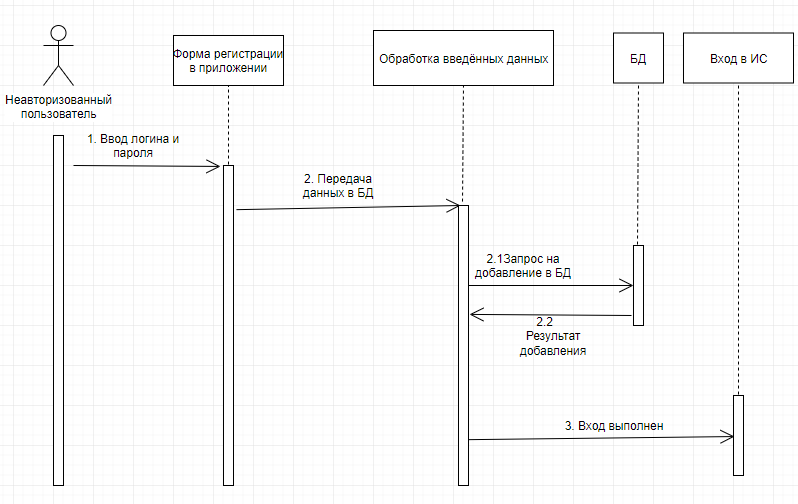 Форма регистрации
в приложении
Обработка введённых данных
БД
Вход в ИС
Неавторизованный
пользователь
1. Ввод логина и
пароля
2. Передача
данных в БД
2.1Запрос на
добавление в БД
2.2
Результат
добавления
3. Вход выполнен